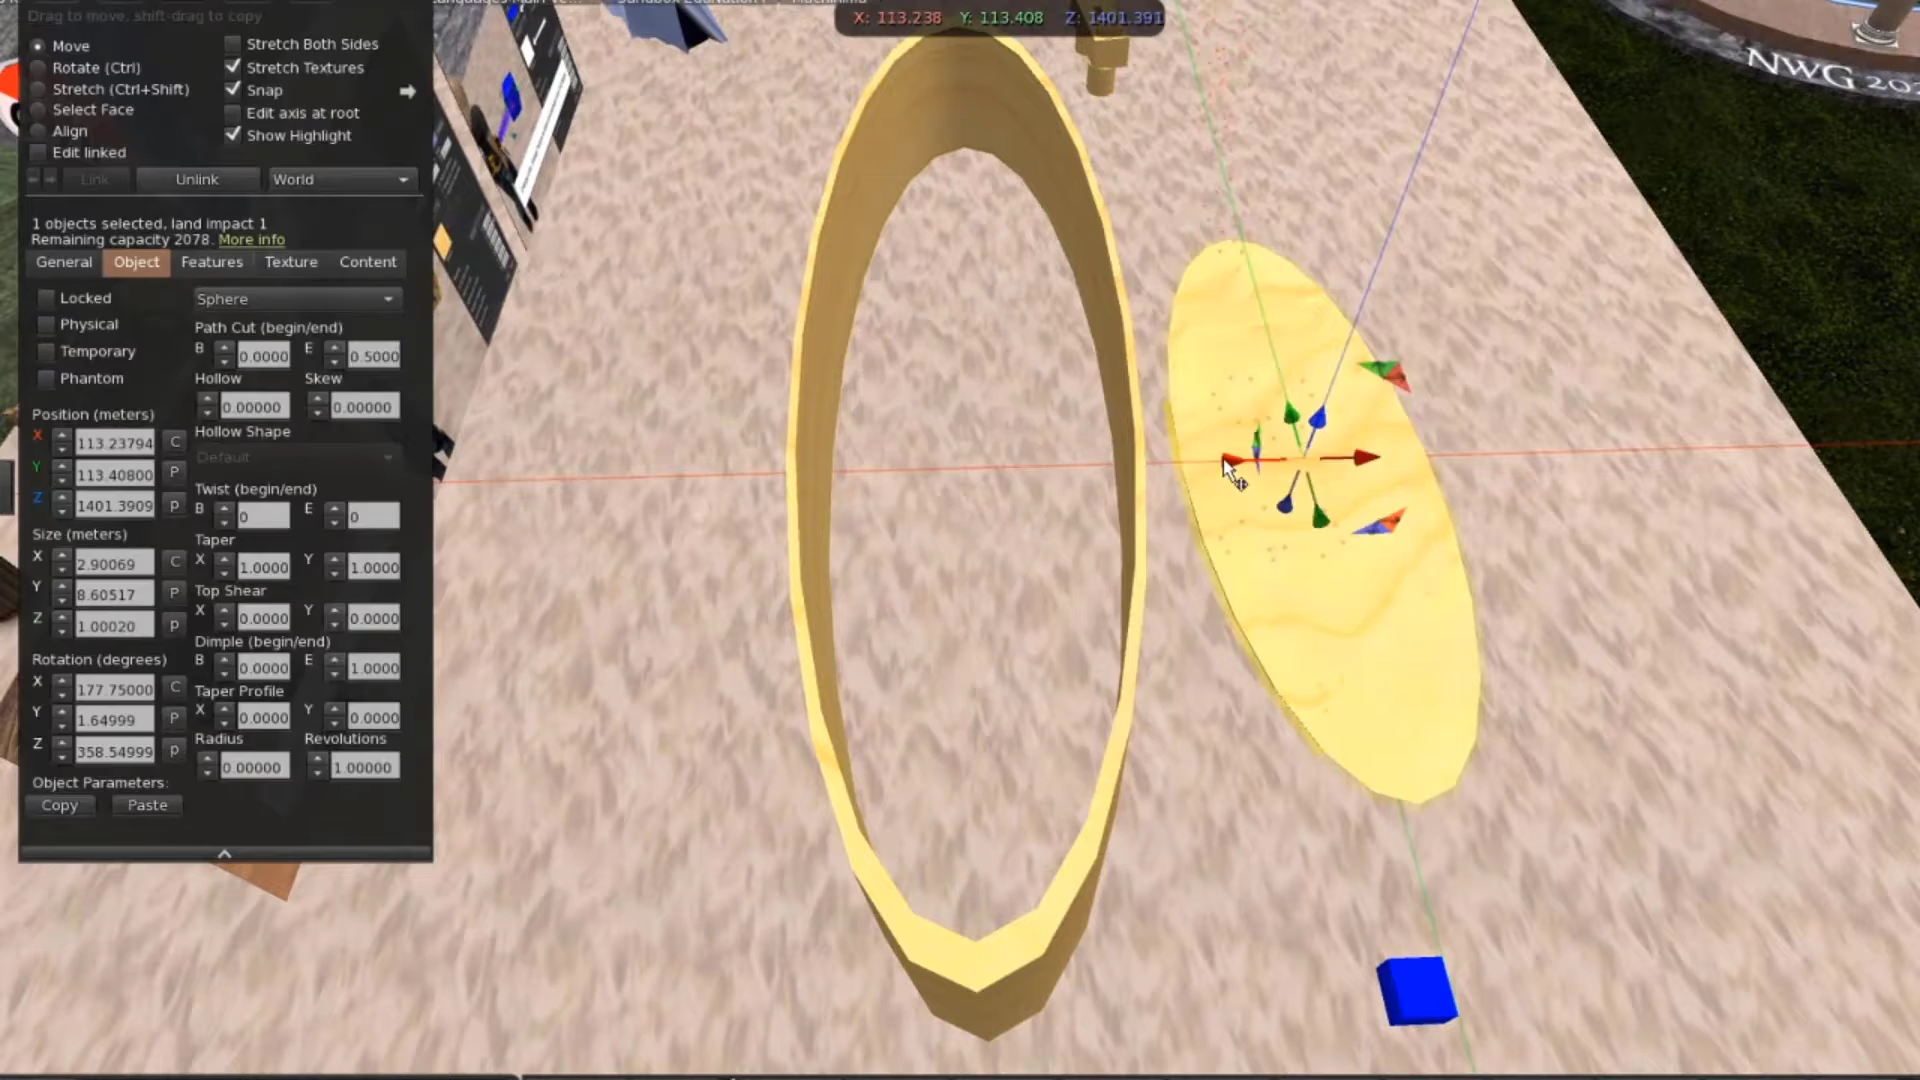 Drag to move, shift-drag to copy
Move
Rotate (Ctrl)
Stretch (Ctrl+Shift)
Select Face
Align
Edit linked
Stretch Both Sides
Stretch Textures
Snap
Edit axis at root
Show Highlight
Link Unlink World
1 objects selected, land impact 1
Remaining capacity 2078. More info
General Object Features Texture Content
Locked
Physical
Temporary
Phantom
Position (meters)
X 113.23794 C
Y 113.40800 P
Z 1401.3909 p
Size (meters)
X 2.90069 C
Y 8.60517 P
Z 1.00020 p
Rotation (degrees)
X 177.75000 C
Y 1.64999 P
Z 358.54999 p
Object Parameters:
Copy Paste
Sphere
Path Cut (begin/end)
B 0.0000 E 0.5000
Hollow Skew
0.00000 0.00000
Hollow Shape
Default
Twist (begin/end)
B 0 E 0
Taper
X 1.0000 Y 1.0000
Top Shear
X 0.0000 Y 0.0000
Dimple (begin/end)
B 0.0000 E 1.0000
Taper Profile
X 0.0000 Y 0.0000
Radius Revolutions
0.00000 1.00000
X: 113.238 Y: 113.408 Z: 1401.391
NWG